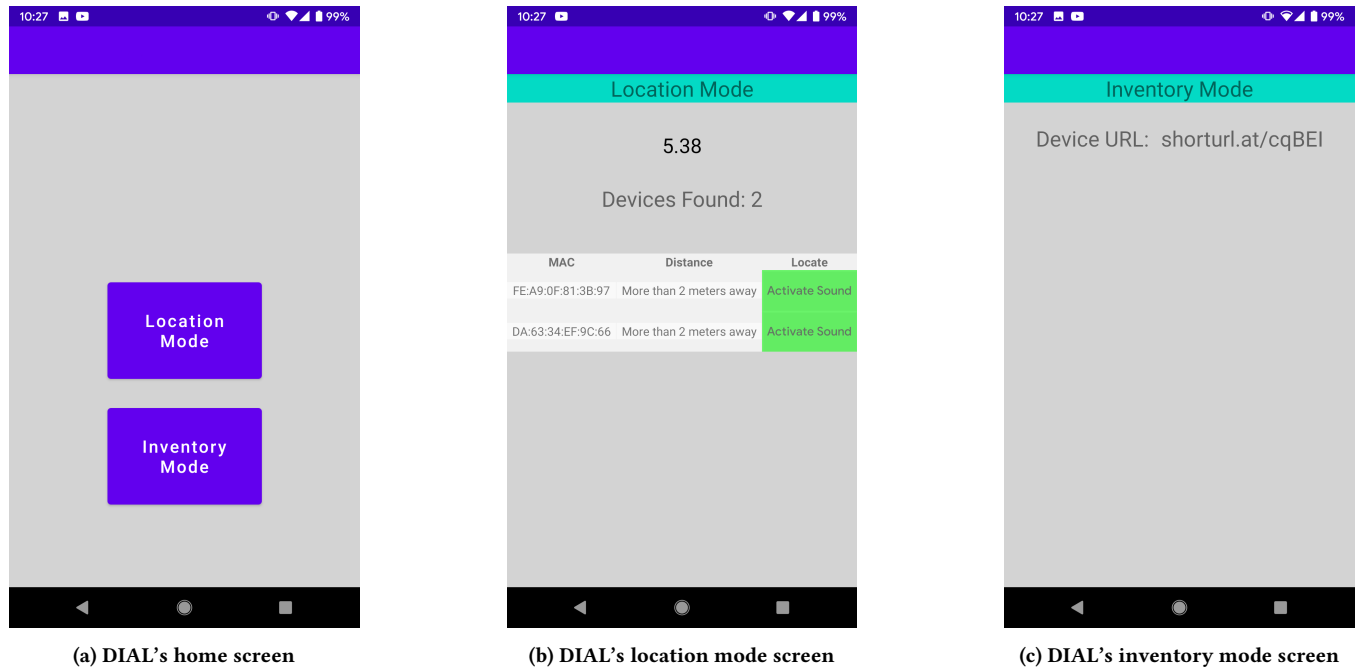 10:27 99%
Location
Mode
Inventory
Mode
(a) DIAL's home screen
10:27 99%
Location Mode
5.38
Devices Found: 2
MAC Distance Locate
FE:A9:0F:81:3B:97 More than 2 meters away Activate Sound
DA:63:34:EF:9C:66 More than 2 meters away Activate Sound
(b) DIAL's location mode screen
10:27 99%
Inventory Mode
Device URL: shorturl.at/cqBEI
(c) DIAL's inventory mode screen